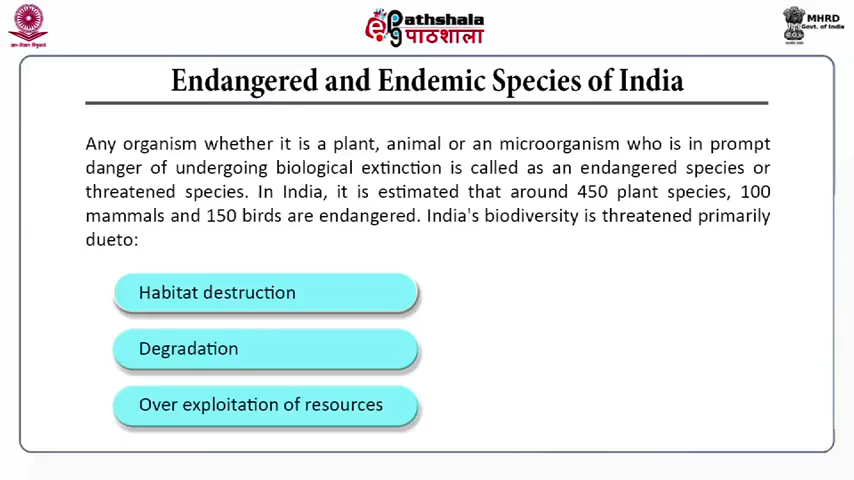 Pathshala
पाठशाला
MHRD
Govt. of India
Endangered and Endemic Species of India
Any organism whether it is a plant, animal or an microorganism who is in prompt
danger of undergoing biological extinction is called as an endangered species or
threatened species. In India, it is estimated that around 450 plant species, 100
mammals and 150 birds are endangered. India's biodiversity is threatened primarily
dueto:
Habitat destruction
Degradation
Over exploitation of resources